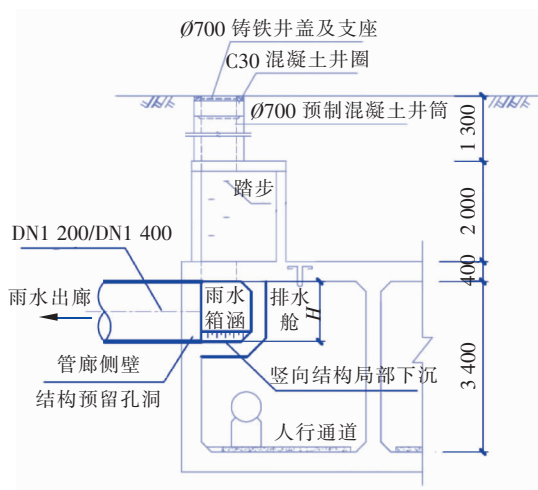 Ø700 铸铁井盖及支座
C30 混凝土井圈
Ø700 预制混凝土井筒
1 300
踏步
2 000
DN1 200/DN1 400
400
雨水出廊
雨水
箱涵
排水
舱
H
3 400
管廊侧壁
结构预留孔洞
竖向结构局部下沉
人行通道